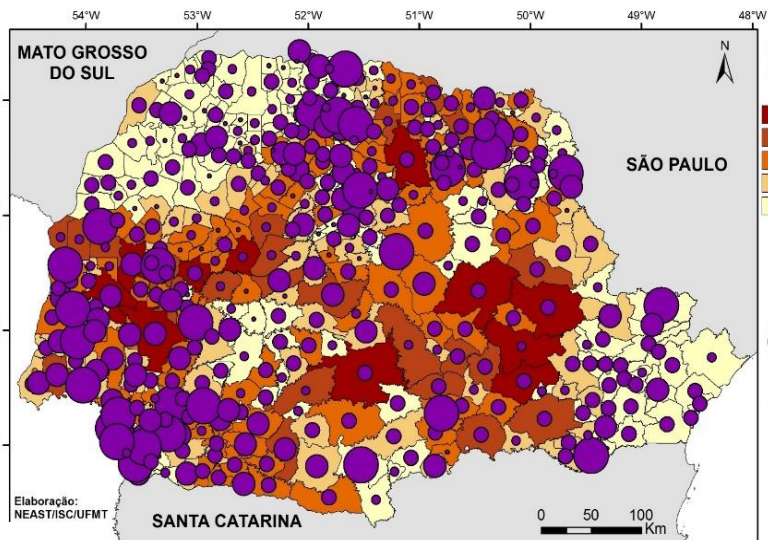 54°W 53°W 52°W 51°W 50°W 49°W 48°W
MATO GROSSO
DO SUL
N
SÃO PAULO
Elaboração:
NEAST/ISC/UFMT
SANTA CATARINA
0 50 100
Km